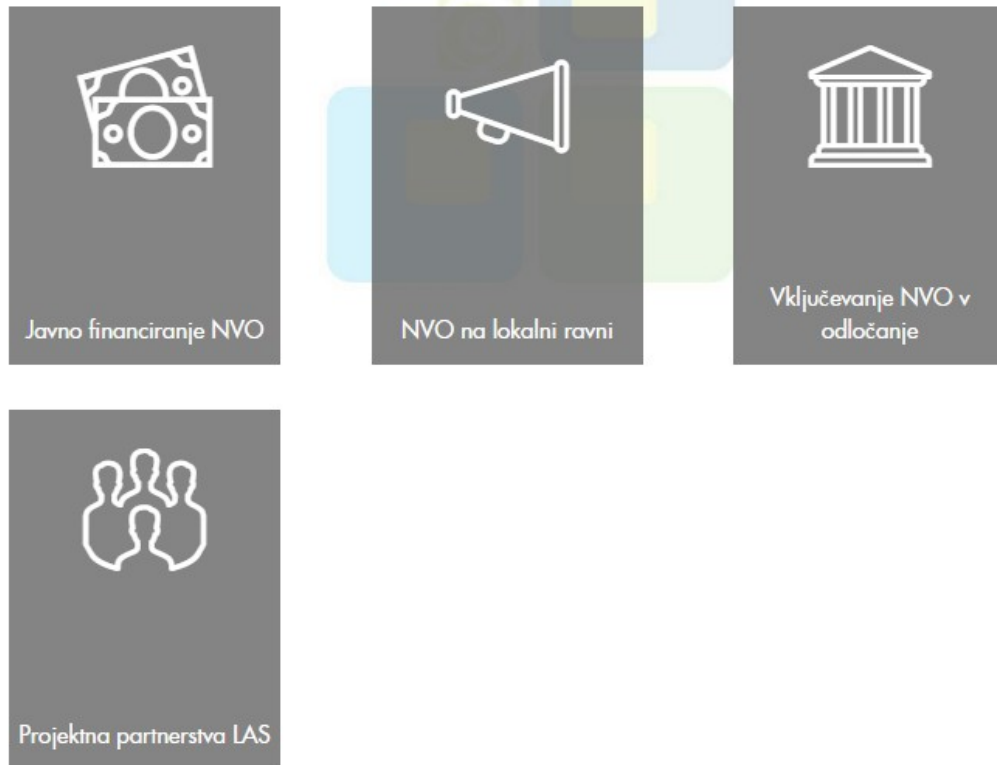 Javno financiranje NVO
NVO na lokalni ravni
Vključevanje NVO v
odločanje
Projektna partnerstva LAS